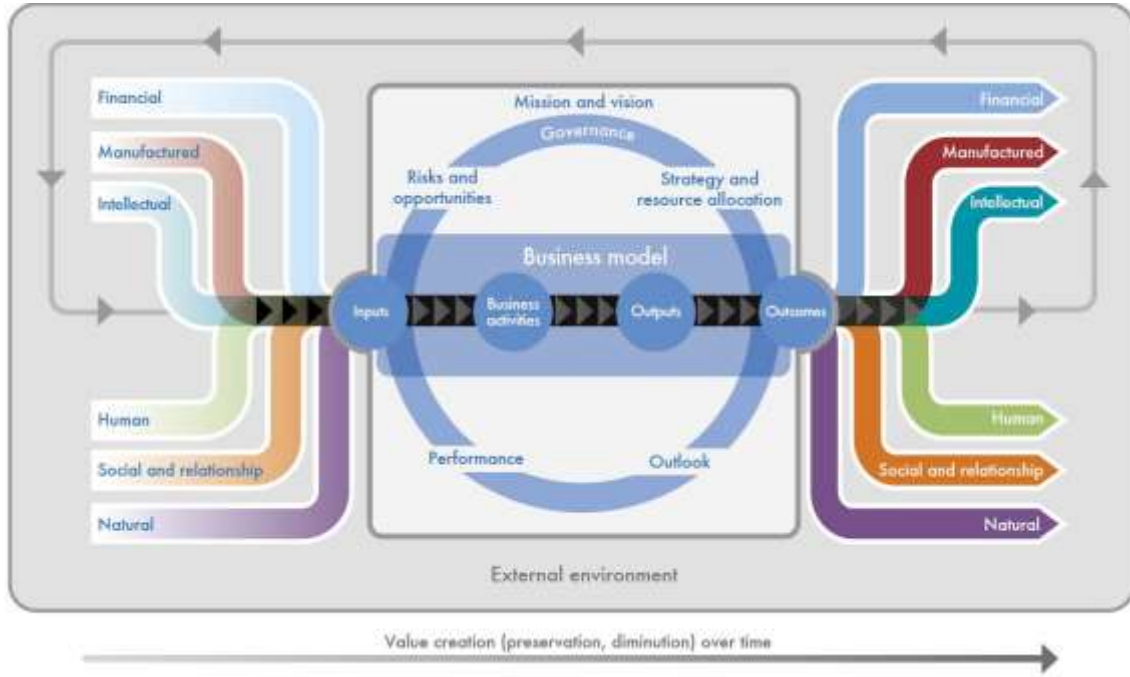 Financial
Manufactured
Intellectual
Human
Social and relationship
Natural
Mission and vision
Governance
Risks and
opportunities
Strategy and
resource allocation
Business model
Inputs
Business
activities
Outputs
Outcomes
Performance
Outlook
Financial
Manufactured
Intellectual
Human
Social and relationship
Natural
External environment
Value creation (preservation, diminution) over time